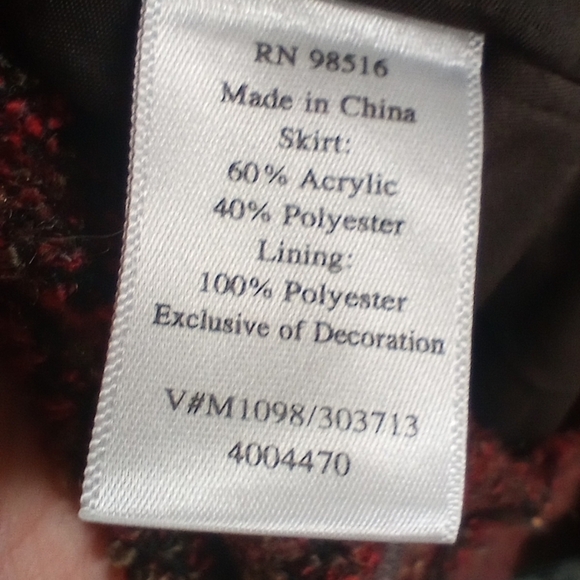 RN 98516
Made in China
Skirt:
60% Acrylic
40% Polyester
Lining:
100% Polyester
Exclusive of Decoration
V#M1098/303713
4004470